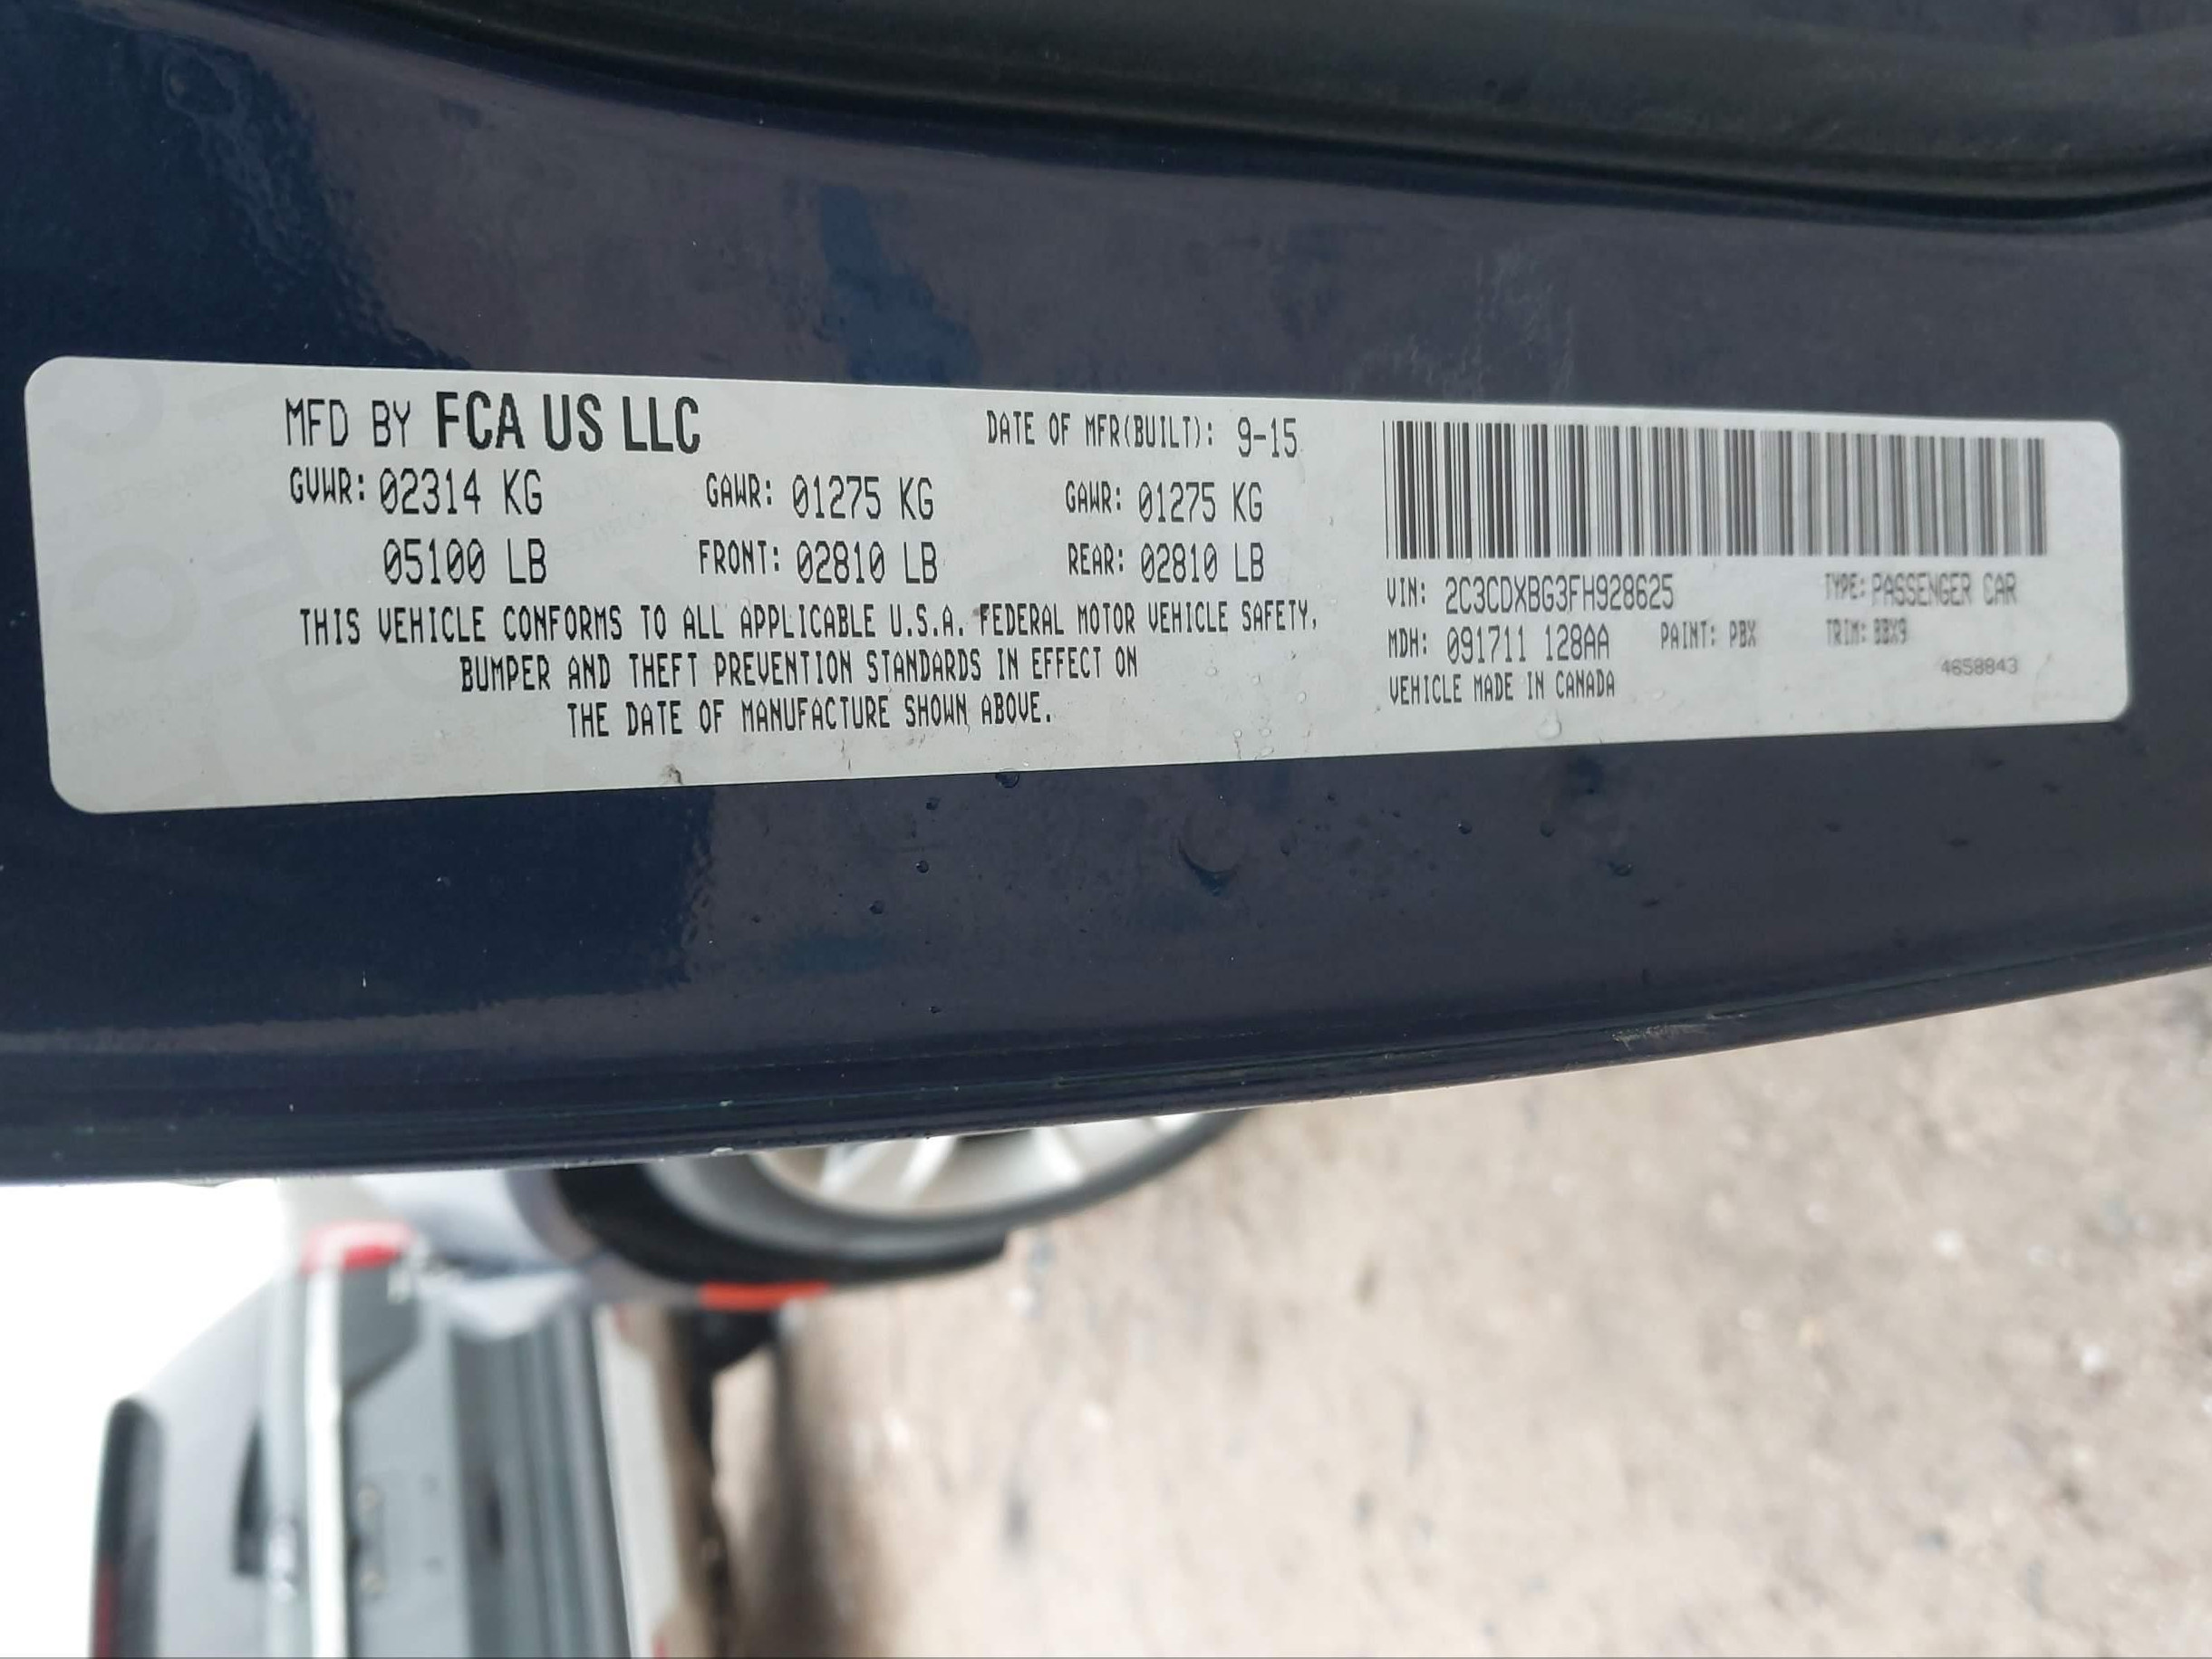 MFD BY FCA US LLC DATE OF MFR(BUILT): 9-15
GVWR: 02314 KG GAWR: 01275 KG GAWR: 01275 KG
05100 LB FRONT: 02810 LB REAR: 02810 LB
THIS VEHICLE CONFORMS TO ALL APPLICABLE U.S.A. FEDERAL MOTOR VEHICLE SAFETY,
BUMPER AND THEFT PREVENTION STANDARDS IN EFFECT ON
THE DATE OF MANUFACTURE SHOWN ABOVE.
VIN: 2C3CDXBG3FH928625 TYPE: PASSENGER CAR
MDH: 091711 128AA PAINT: PBX TRIM: BBX9
VEHICLE MADE IN CANADA 4658843